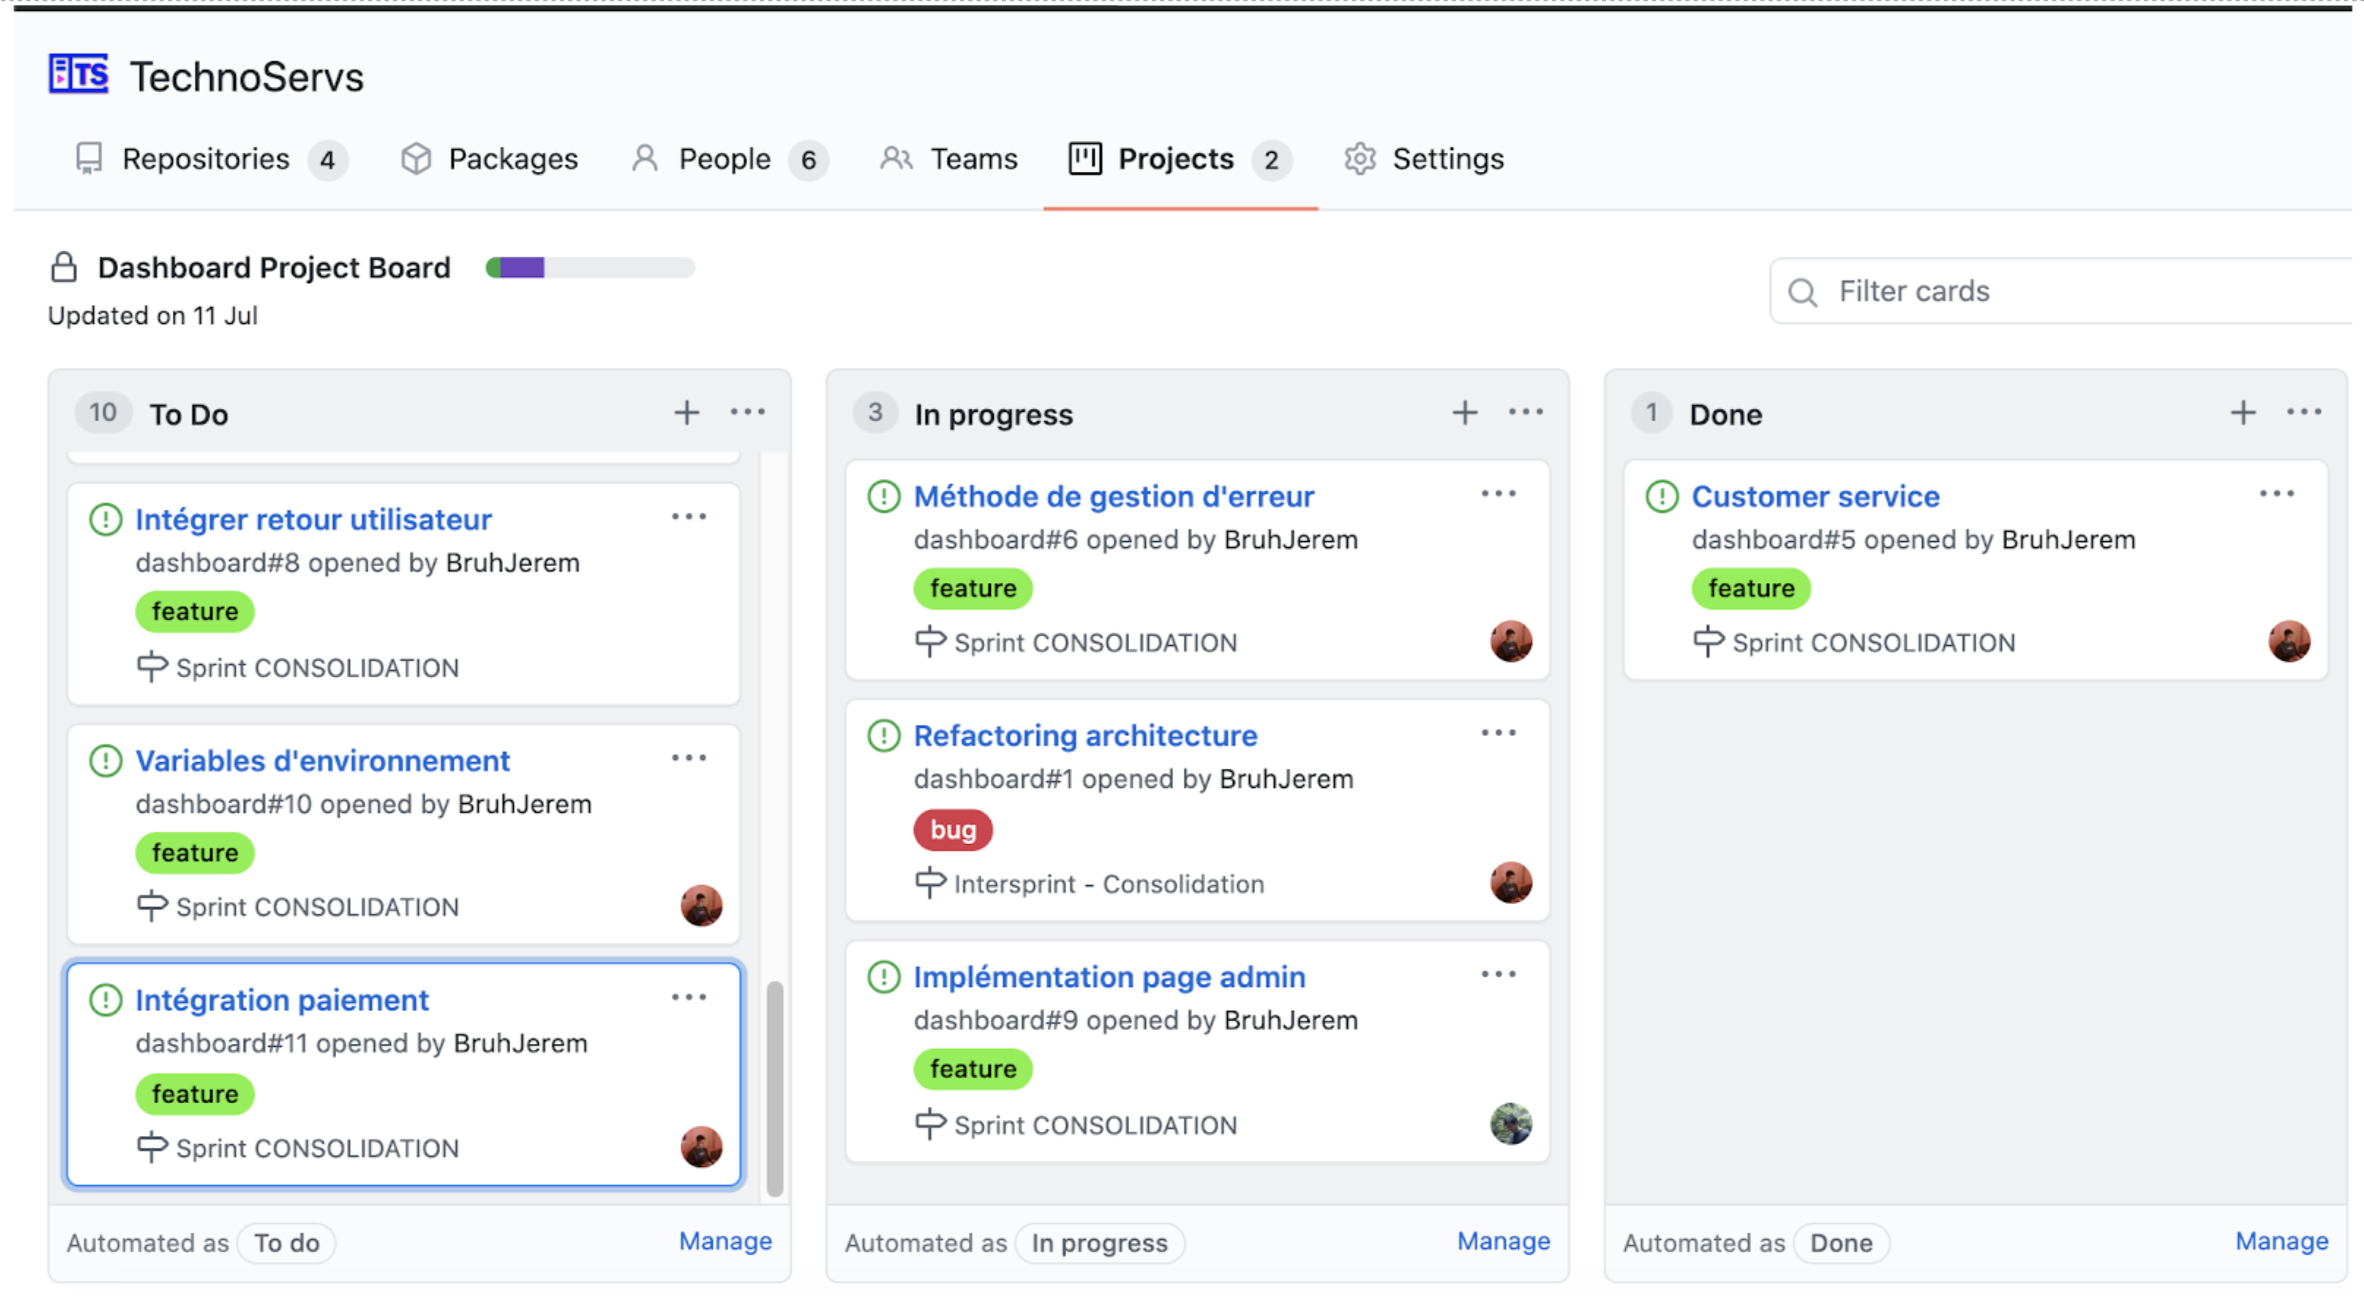 TS TechnoServs
Repositories 4 Packages People 6 Teams Projects 2 Settings
Dashboard Project Board
Updated on 11 Jul
Filter cards
10 To Do
Intégrer retour utilisateur
dashboard#8 opened by BruhJerem
feature
Sprint CONSOLIDATION
Variables d'environnement
dashboard#10 opened by BruhJerem
feature
Sprint CONSOLIDATION
Intégration paiement
dashboard#11 opened by BruhJerem
feature
Sprint CONSOLIDATION
Automated as To do Manage
3 In progress
Méthode de gestion d'erreur
dashboard#6 opened by BruhJerem
feature
Sprint CONSOLIDATION
Refactoring architecture
dashboard#1 opened by BruhJerem
bug
Intersprint - Consolidation
Implémentation page admin
dashboard#9 opened by BruhJerem
feature
Sprint CONSOLIDATION
Automated as In progress Manage
1 Done
Customer service
dashboard#5 opened by BruhJerem
feature
Sprint CONSOLIDATION
Automated as Done Manage